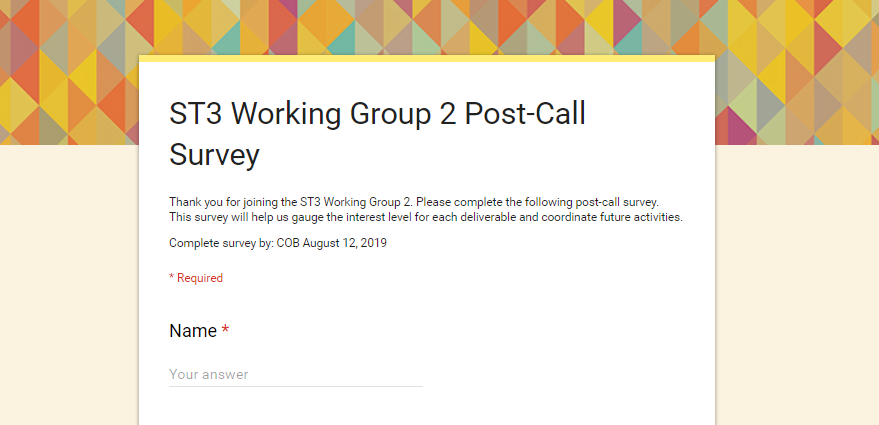 ST3 Working Group 2 Post-Call
Survey
Thank you for joining the ST3 Working Group 2. Please complete the following post-call survey.
This survey will help us gauge the interest level for each deliverable and coordinate future activities.
Complete survey by: COB August 12, 2019
* Required
Name *
Your answer